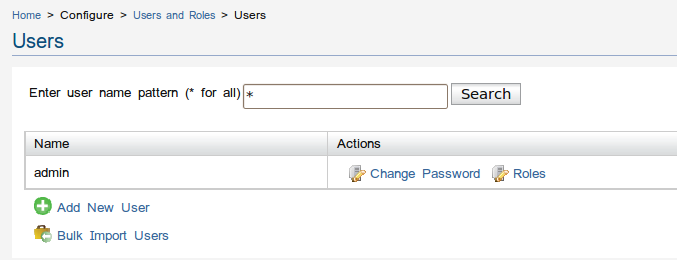 Home > Configure > Users and Roles > Users
Users
Enter user name pattern (* for all) * Search
Name Actions
admin Change Password Roles
Add New User
Bulk Import Users